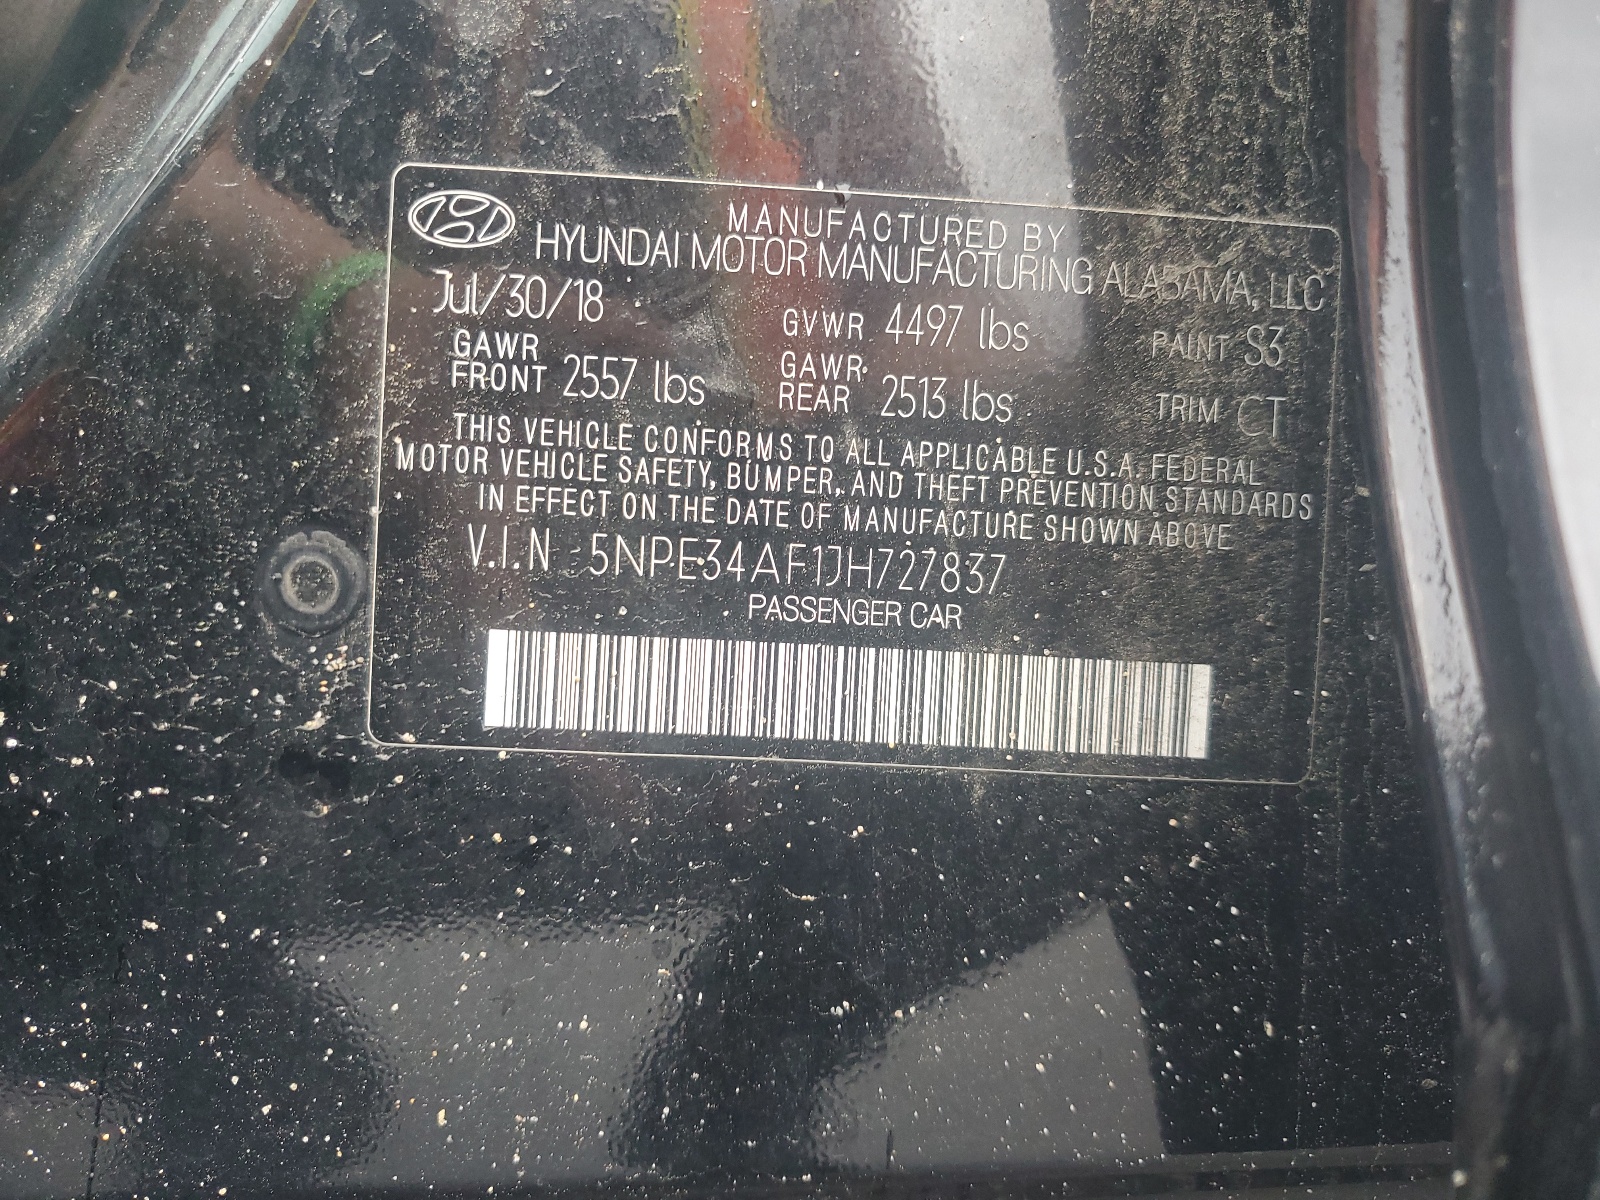 MANUFACTURED BY
HYUNDAI MOTOR MANUFACTURING ALABAMA, LLC
Jul/30/18 GVWR 4497 lbs PAINT S3
GAWR FRONT 2557 lbs GAWR REAR 2513 lbs TRIM CT
THIS VEHICLE CONFORMS TO ALL APPLICABLE U.S.A. FEDERAL
MOTOR VEHICLE SAFETY, BUMPER, AND THEFT PREVENTION STANDARDS
IN EFFECT ON THE DATE OF MANUFACTURE SHOWN ABOVE
V.I.N 5NPE34AF1JH727837
PASSENGER CAR